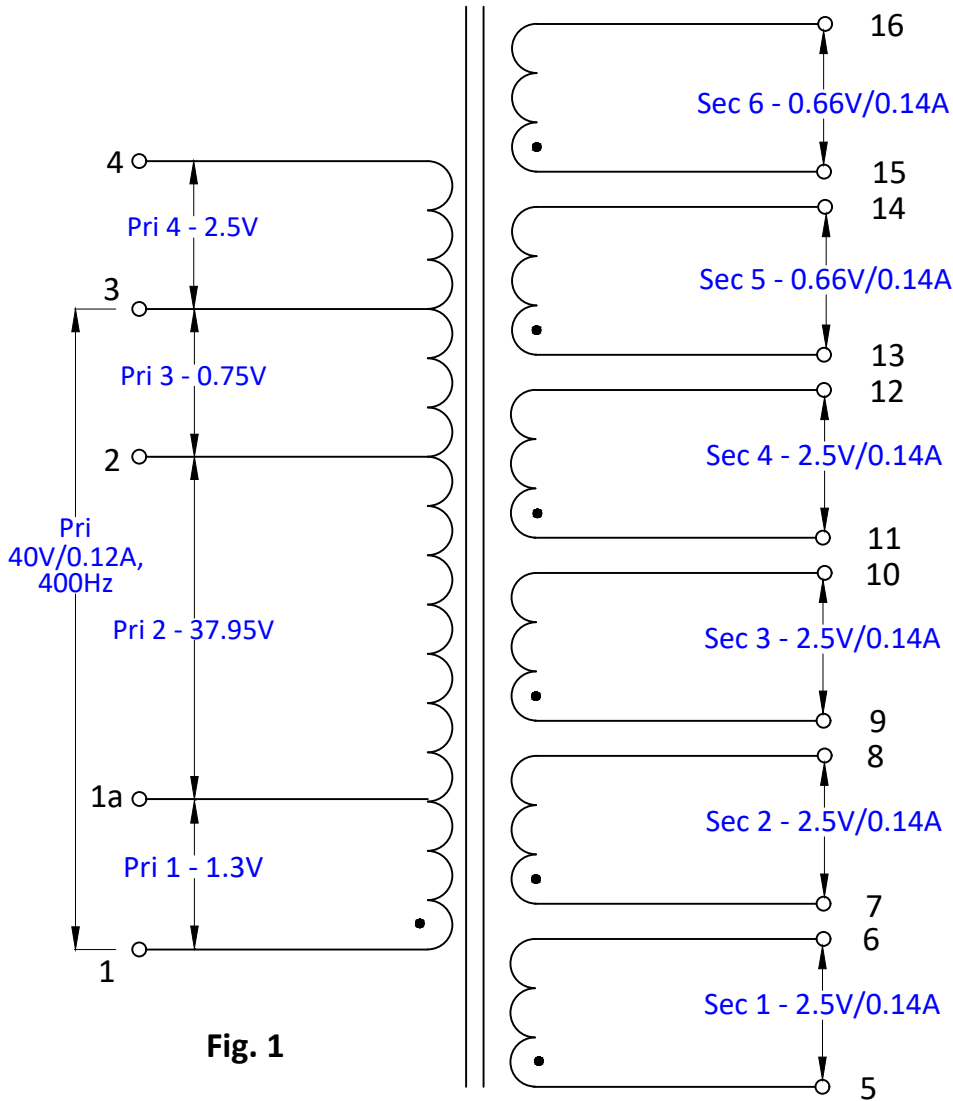 4
Pri 4 - 2.5V
3
Pri 3 - 0.75V
2
Pri
40V/0.12A,
400Hz
Pri 2 - 37.95V
1a
Pri 1 - 1.3V
1
Fig. 1
16
Sec 6 - 0.66V/0.14A
15
14
Sec 5 - 0.66V/0.14A
13
12
Sec 4 - 2.5V/0.14A
11
10
Sec 3 - 2.5V/0.14A
9
8
Sec 2 - 2.5V/0.14A
7
6
Sec 1 - 2.5V/0.14A
5